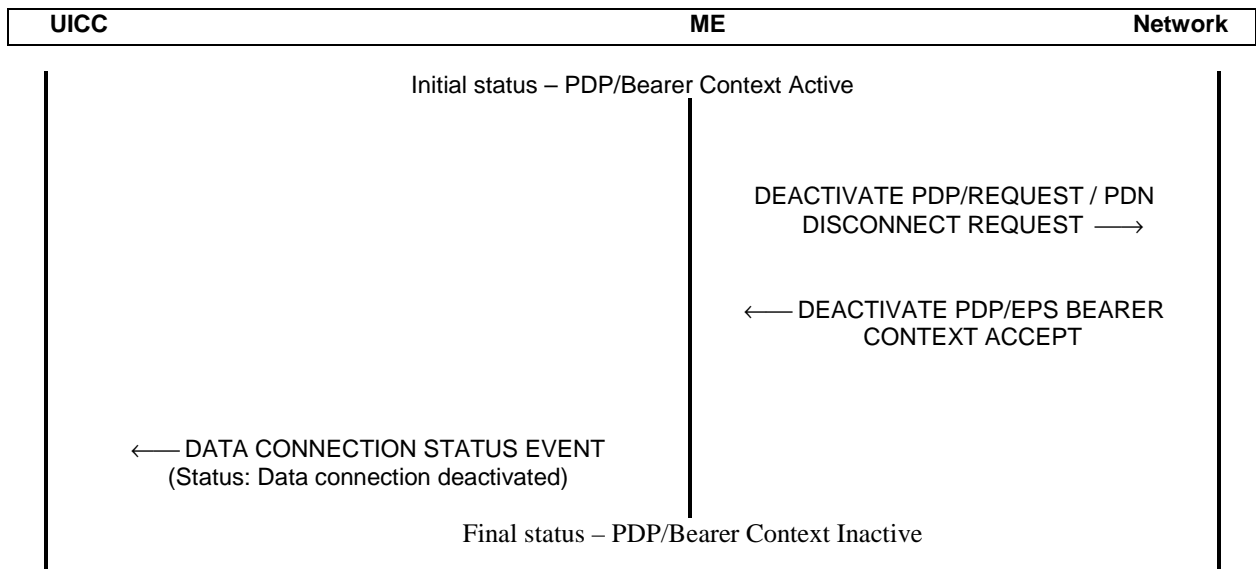 UICC ME Network
Initial status – PDP/Bearer Context Active
DEACTIVATE PDP/REQUEST / PDN
DISCONNECT REQUEST ⟶
⟵ DEACTIVATE PDP/EPS BEARER
CONTEXT ACCEPT
⟵ DATA CONNECTION STATUS EVENT
(Status: Data connection deactivated)
Final status – PDP/Bearer Context Inactive